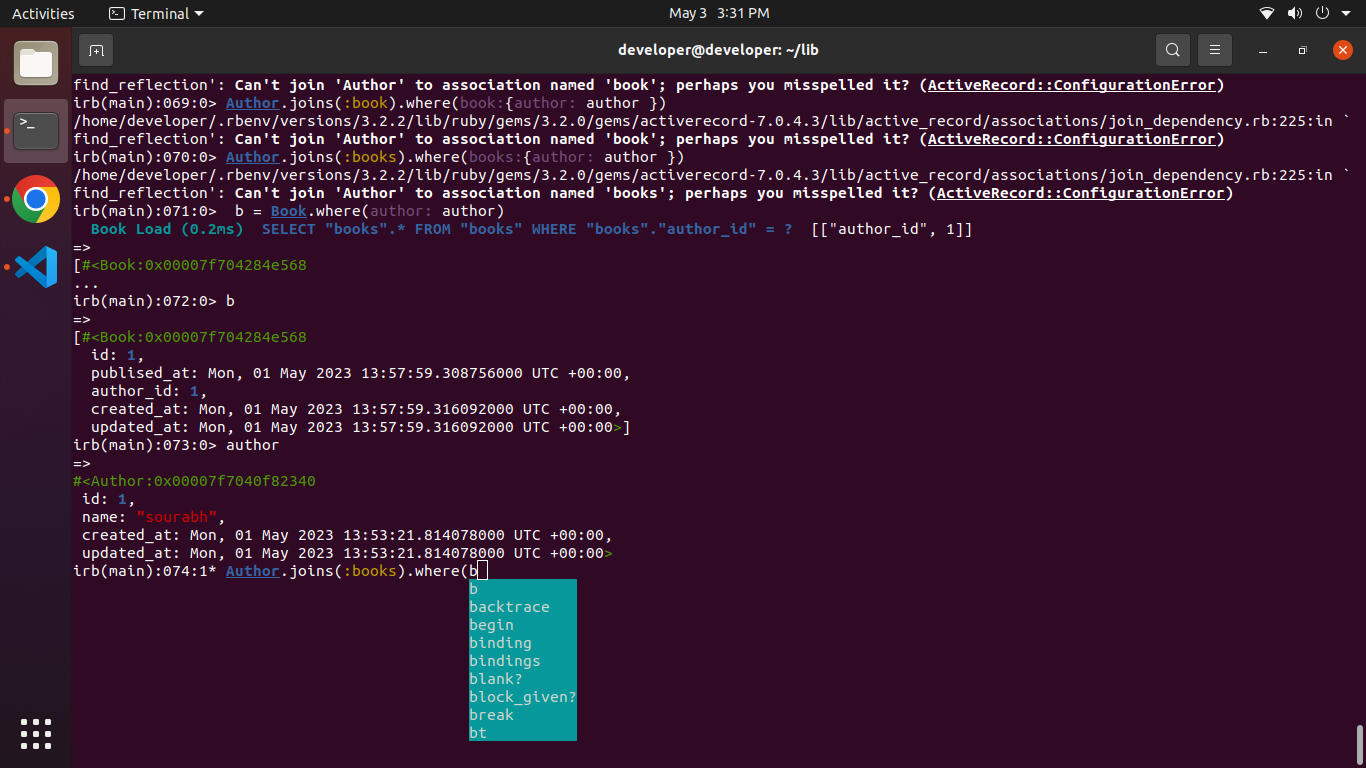 Activities
Terminal
May 3 3:31 PM
developer@developer: ~/lib
find_reflection': Can't join 'Author' to association named 'book'; perhaps you misspelled it? (ActiveRecord::ConfigurationError)
irb(main):069:0> Author.joins(:book).where(book:{author: author })
/home/developer/.rbenv/versions/3.2.2/lib/ruby/gems/3.2.0/gems/activerecord-7.0.4.3/lib/active_record/associations/join_dependency.rb:225:in `
find_reflection': Can't join 'Author' to association named 'book'; perhaps you misspelled it? (ActiveRecord::ConfigurationError)
irb(main):070:0> Author.joins(:books).where(books:{author: author })
/home/developer/.rbenv/versions/3.2.2/lib/ruby/gems/3.2.0/gems/activerecord-7.0.4.3/lib/active_record/associations/join_dependency.rb:225:in `
find_reflection': Can't join 'Author' to association named 'books'; perhaps you misspelled it? (ActiveRecord::ConfigurationError)
irb(main):071:0>  b = Book.where(author: author)
  Book Load (0.2ms)  SELECT "books".* FROM "books" WHERE "books"."author_id" = ?  [["author_id", 1]]
=>
[#<Book:0x00007f704284e568
...
irb(main):072:0> b
=>
[#<Book:0x00007f704284e568
  id: 1,
  publised_at: Mon, 01 May 2023 13:57:59.308756000 UTC +00:00,
  author_id: 1,
  created_at: Mon, 01 May 2023 13:57:59.316092000 UTC +00:00,
  updated_at: Mon, 01 May 2023 13:57:59.316092000 UTC +00:00>]
irb(main):073:0> author
=>
#<Author:0x00007f7040f82340
 id: 1,
 name: "sourabh",
 created_at: Mon, 01 May 2023 13:53:21.814078000 UTC +00:00,
 updated_at: Mon, 01 May 2023 13:53:21.814078000 UTC +00:00>
irb(main):074:1* Author.joins(:books).where(b
b
backtrace
begin
binding
bindings
blank?
block_given?
break
bt